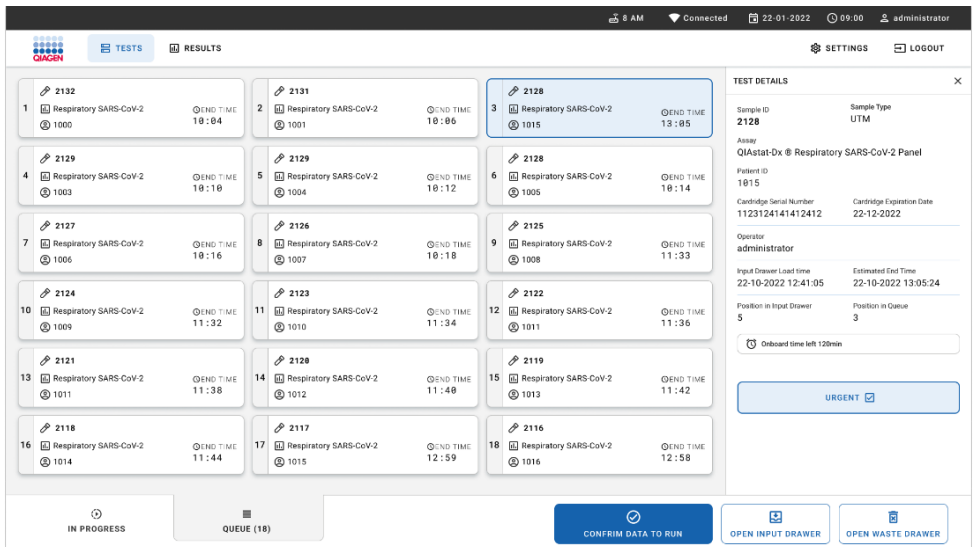 8 AM Connected 22-01-2022 09:00 administrator
QIAGEN TESTS RESULTS SETTINGS LOGOUT
1 2132
Respiratory SARS-CoV-2 END TIME
1000 10:04
2 2131
Respiratory SARS-CoV-2 END TIME
1001 10:06
3 2128
Respiratory SARS-CoV-2 END TIME
1015 13:05
4 2129
Respiratory SARS-CoV-2 END TIME
1003 10:10
5 2129
Respiratory SARS-CoV-2 END TIME
1004 10:12
6 2128
Respiratory SARS-CoV-2 END TIME
1005 10:14
7 2127
Respiratory SARS-CoV-2 END TIME
1006 10:16
8 2126
Respiratory SARS-CoV-2 END TIME
1007 10:18
9 2125
Respiratory SARS-CoV-2 END TIME
1008 11:33
10 2124
Respiratory SARS-CoV-2 END TIME
1009 11:32
11 2123
Respiratory SARS-CoV-2 END TIME
1010 11:34
12 2122
Respiratory SARS-CoV-2 END TIME
1011 11:36
13 2121
Respiratory SARS-CoV-2 END TIME
1011 11:38
14 2120
Respiratory SARS-CoV-2 END TIME
1012 11:40
15 2119
Respiratory SARS-CoV-2 END TIME
1013 11:42
16 2118
Respiratory SARS-CoV-2 END TIME
1014 11:44
17 2117
Respiratory SARS-CoV-2 END TIME
1015 12:59
18 2116
Respiratory SARS-CoV-2 END TIME
1016 12:58
TEST DETAILS
Sample ID Sample Type
2128 UTM
Assay
QIAstat-Dx ® Respiratory SARS-CoV-2 Panel
Patient ID
1015
Cardridge Serial Number Cardridge Expiration Date
1123124141412412 22-12-2022
Operator
administrator
Input Drawer Load time Estimated End Time
22-10-2022 12:41:05 22-10-2022 13:05:24
Position in Input Drawer Position in Queue
5 3
Onboard time left 120min
URGENT
IN PROGRESS QUEUE (18) CONFRIM DATA TO RUN OPEN INPUT DRAWER OPEN WASTE DRAWER